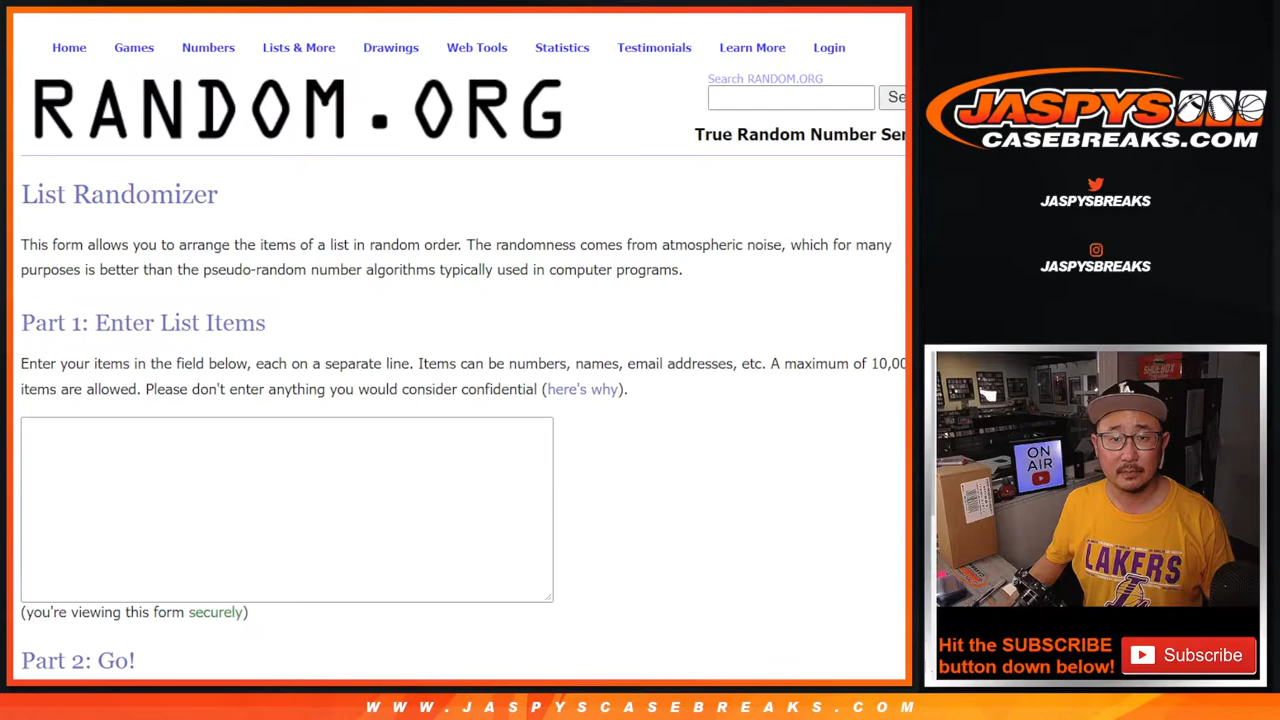 Home Games Numbers Lists & More Drawings Web Tools Statistics Testimonials Learn More Login
RANDOM.ORG
Search RANDOM.ORG
Se
True Random Number Ser
List Randomizer
This form allows you to arrange the items of a list in random order. The randomness comes from atmospheric noise, which for many
purposes is better than the pseudo-random number algorithms typically used in computer programs.
Part 1: Enter List Items
Enter your items in the field below, each on a separate line. Items can be numbers, names, email addresses, etc. A maximum of 10,00
items are allowed. Please don't enter anything you would consider confidential (here's why).
(you're viewing this form securely)
Part 2: Go!
JASPYS
CASEBREAKS.COM
JASPYSBREAKS
JASPYSBREAKS
SHOEBOX
ON
AIR
LAKERS
Hit the SUBSCRIBE
button down below!
Subscribe
WWW.JASPYSCASEBREAKS.COM